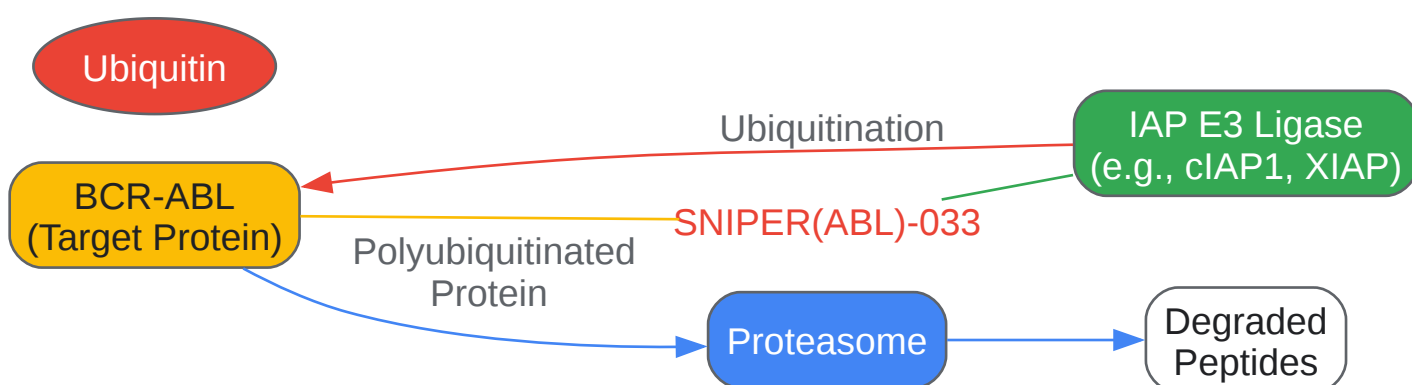 Ubiquitin
Ubiquitination
IAP E3 Ligase
(e.g., cIAP1, XIAP)
BCR-ABL
(Target Protein)
SNIPER(ABL)-033
Polyubiquitinated
Protein
Proteasome
Degraded
Peptides